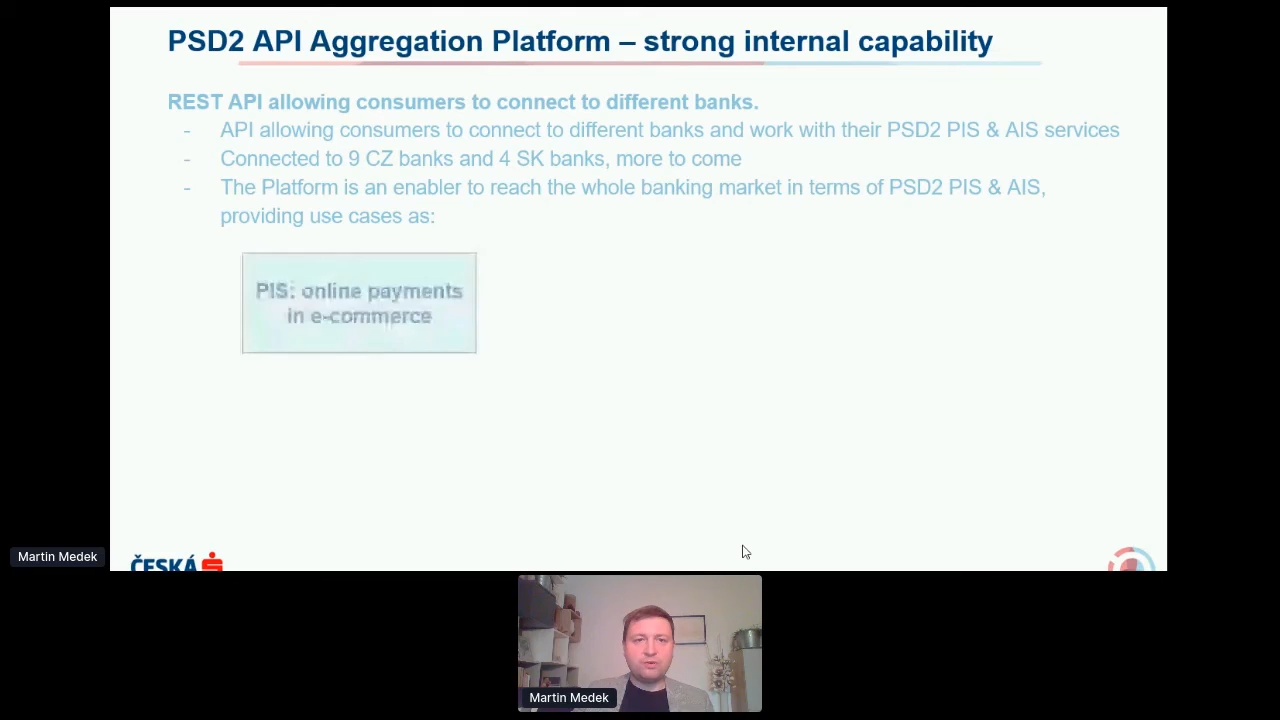 PSD2 API Aggregation Platform – strong internal capability
REST API allowing consumers to connect to different banks.
- API allowing consumers to connect to different banks and work with their PSD2 PIS & AIS services
- Connected to 9 CZ banks and 4 SK banks, more to come
- The Platform is an enabler to reach the whole banking market in terms of PSD2 PIS & AIS,
providing use cases as:
PIS: online payments
in e-commerce
Martin Medek
ČESKÁ
Martin Medek